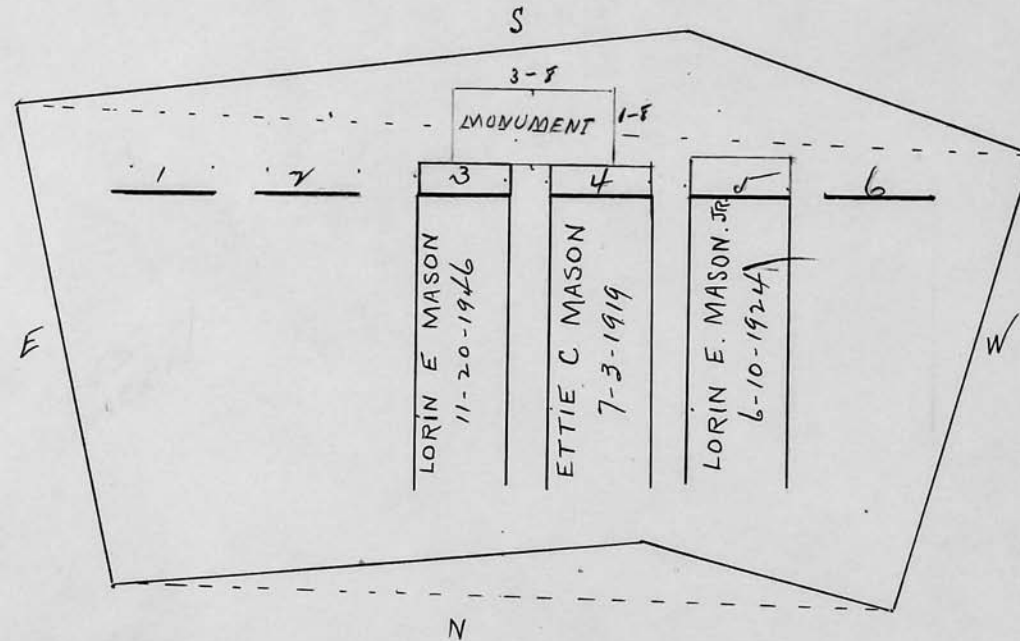 S
3-8
MONUMENT 1-8
1 2 3 4 5 6
LORIN E MASON
11-20-1946
ETTIE C MASON
7-3-1919
LORIN E. MASON. JR.
6-10-1924
E
W
N